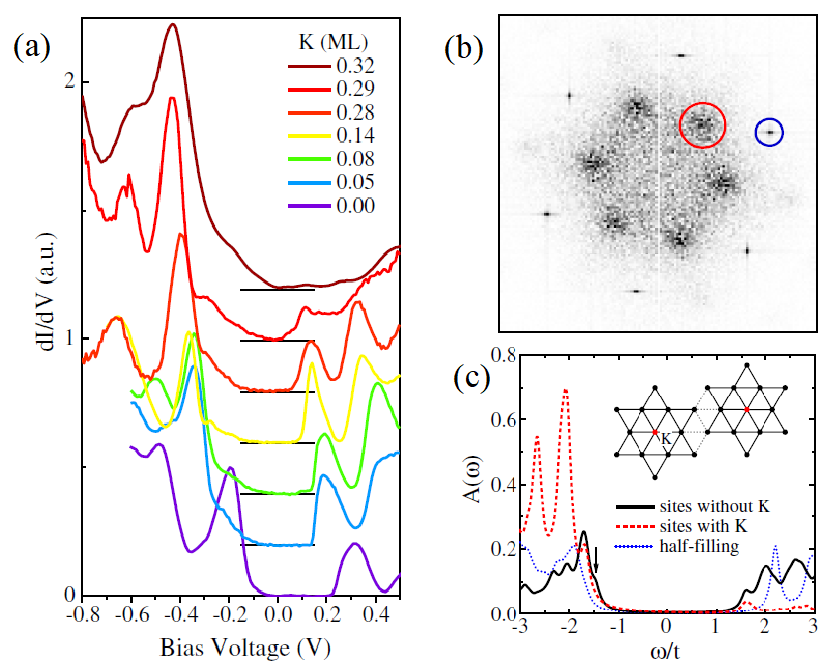 (a)
K (ML)
0.32
0.29
0.28
0.14
0.08
0.05
0.00
2
1
0
dI/dV (a.u.)
-0.8 -0.6 -0.4 -0.2 0.0 0.2 0.4
Bias Voltage (V)
(b)
(c)
0.8
0.6
0.4
0.2
0.0
A(ω)
K
sites without K
sites with K
half-filling
-3 -2 -1 0 1 2 3
ω/t